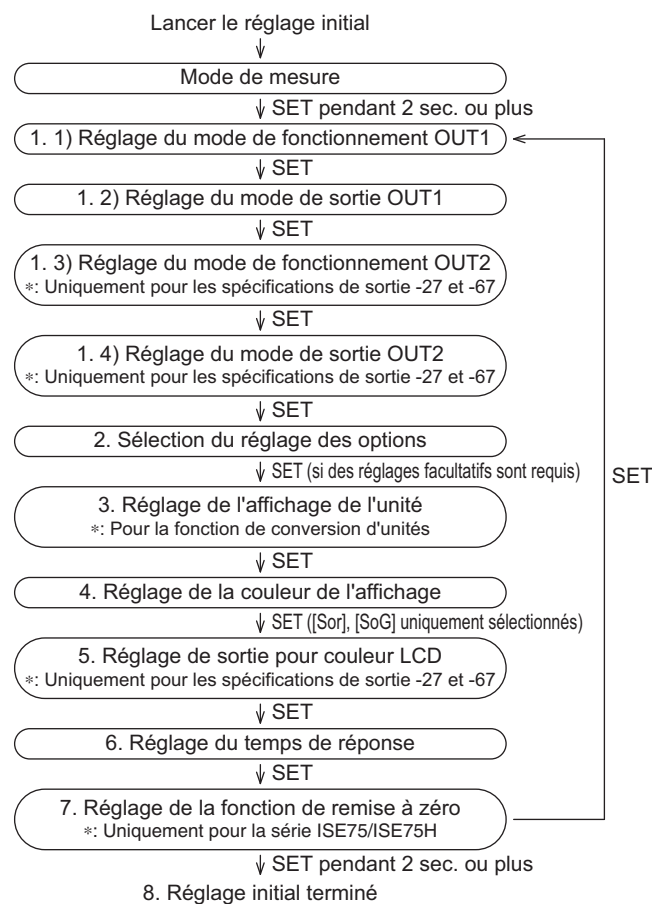 Lancer le réglage initial
Mode de mesure
SET pendant 2 sec. ou plus
1. 1) Réglage du mode de fonctionnement OUT1
SET
1. 2) Réglage du mode de sortie OUT1
SET
1. 3) Réglage du mode de fonctionnement OUT2
*: Uniquement pour les spécifications de sortie -27 et -67
SET
1. 4) Réglage du mode de sortie OUT2
*: Uniquement pour les spécifications de sortie -27 et -67
SET
2. Sélection du réglage des options
SET (si des réglages facultatifs sont requis)
SET
3. Réglage de l'affichage de l'unité
*: Pour la fonction de conversion d'unités
SET
4. Réglage de la couleur de l'affichage
SET ([Sor], [SoG] uniquement sélectionnés)
5. Réglage de sortie pour couleur LCD
*: Uniquement pour les spécifications de sortie -27 et -67
SET
6. Réglage du temps de réponse
SET
7. Réglage de la fonction de remise à zéro
*: Uniquement pour la série ISE75/ISE75H
SET pendant 2 sec. ou plus
8. Réglage initial terminé